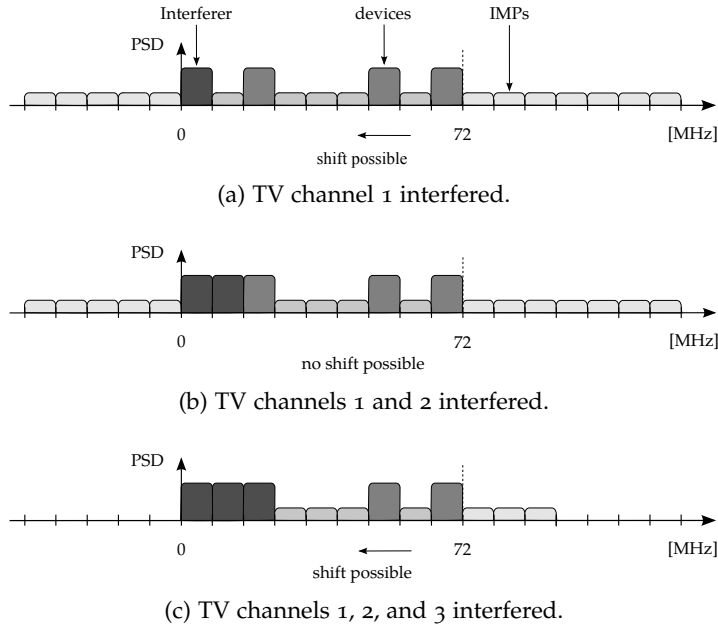 Interferer devices IMPs
PSD
0 72 [MHz]
shift possible
(a) TV channel 1 interfered.
PSD
0 72 [MHz]
no shift possible
(b) TV channels 1 and 2 interfered.
PSD
0 72 [MHz]
shift possible
(c) TV channels 1, 2, and 3 interfered.